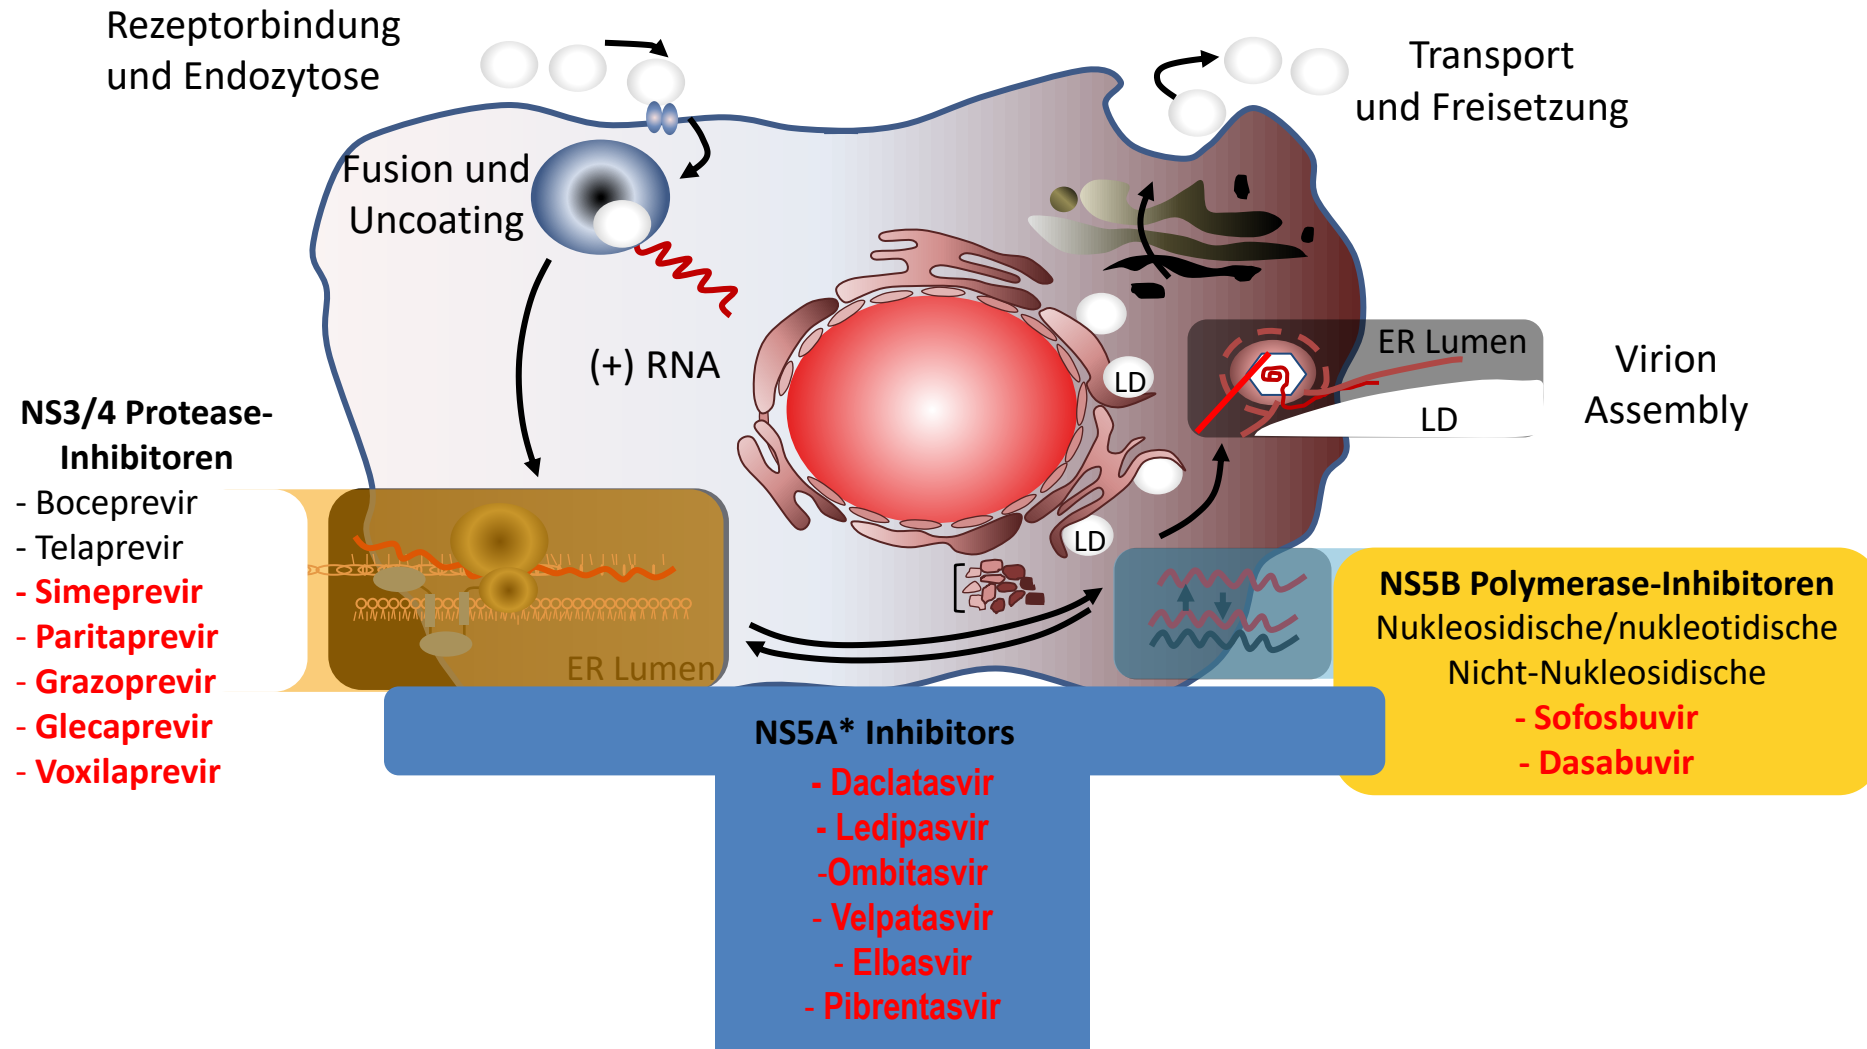 Rezeptorbindung
und Endozytose
Transport
und Freisetzung
Fusion und
Uncoating
(+) RNA
ER Lumen
LD
Virion
Assembly
LD
LD
NS3/4 Protease-
Inhibitoren
- Boceprevir
- Telaprevir
- Simeprevir
- Paritaprevir
- Grazoprevir
- Glecaprevir
- Voxilaprevir
ER Lumen
NS5B Polymerase-Inhibitoren
Nukleosidische/nukleotidische
Nicht-Nukleosidische
- Sofosbuvir
- Dasabuvir
NS5A* Inhibitors
- Daclatasvir
- Ledipasvir
-Ombitasvir
- Velpatasvir
- Elbasvir
- Pibrentasvir